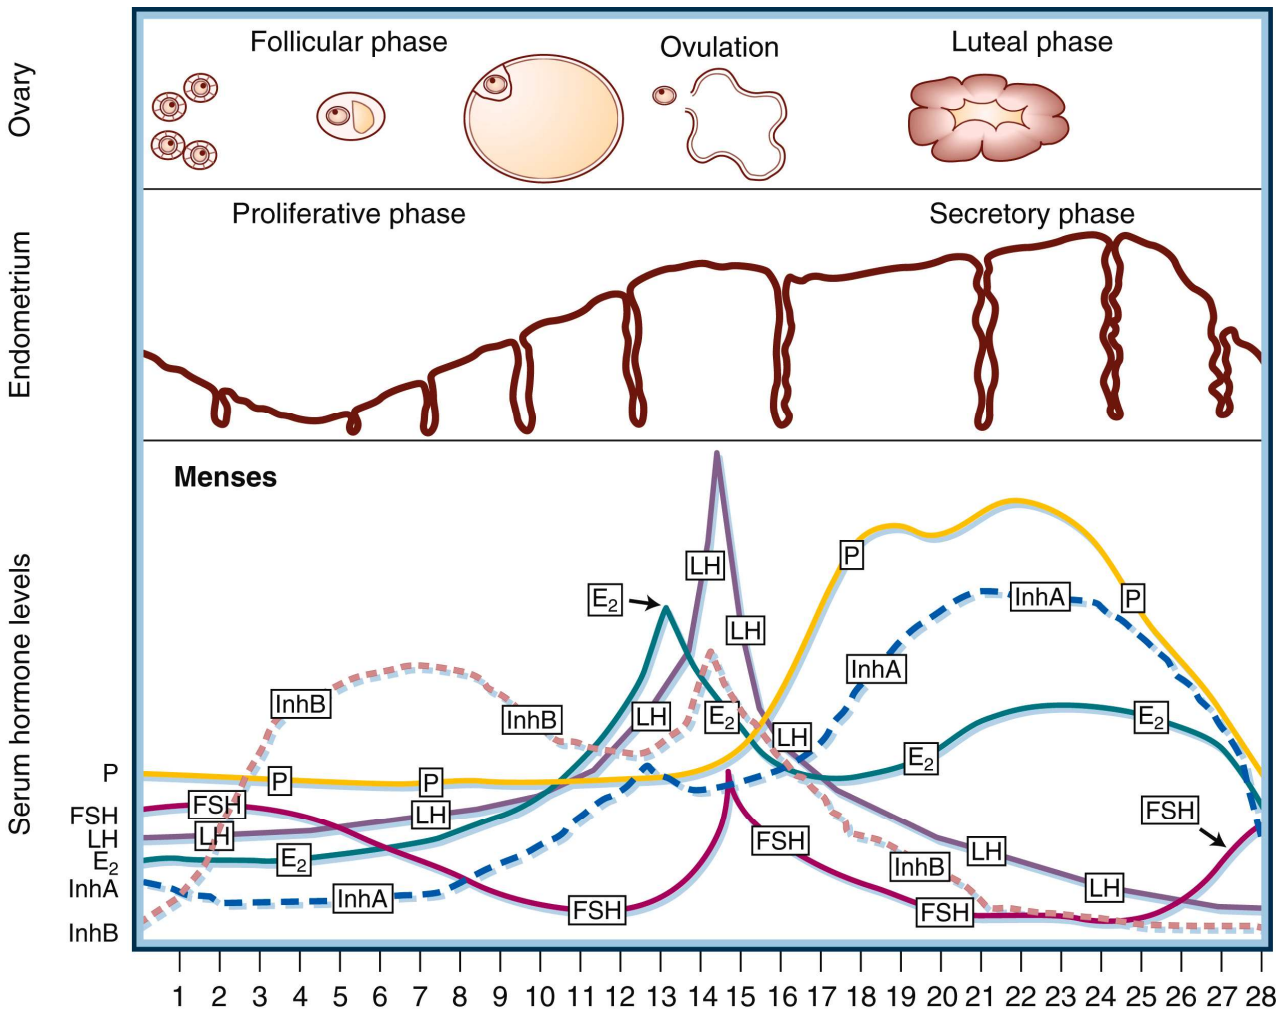 Ovary
Follicular phase
Ovulation
Luteal phase
Endometrium
Proliferative phase
Secretory phase
Serum hormone levels
Menses
LH
P
E₂
InhA
P
LH
InhA
InhB
InhB
LH
E₂
E₂
LH
E₂
P
P
P
FSH
FSH
FSH
LH
LH
FSH
LH
LH
E₂
E₂
InhB
InhA
InhA
LH
FSH
FSH
InhB
1 2 3 4 5 6 7 8 9 10 11 12 13 14 15 16 17 18 19 20 21 22 23 24 25 26 27 28